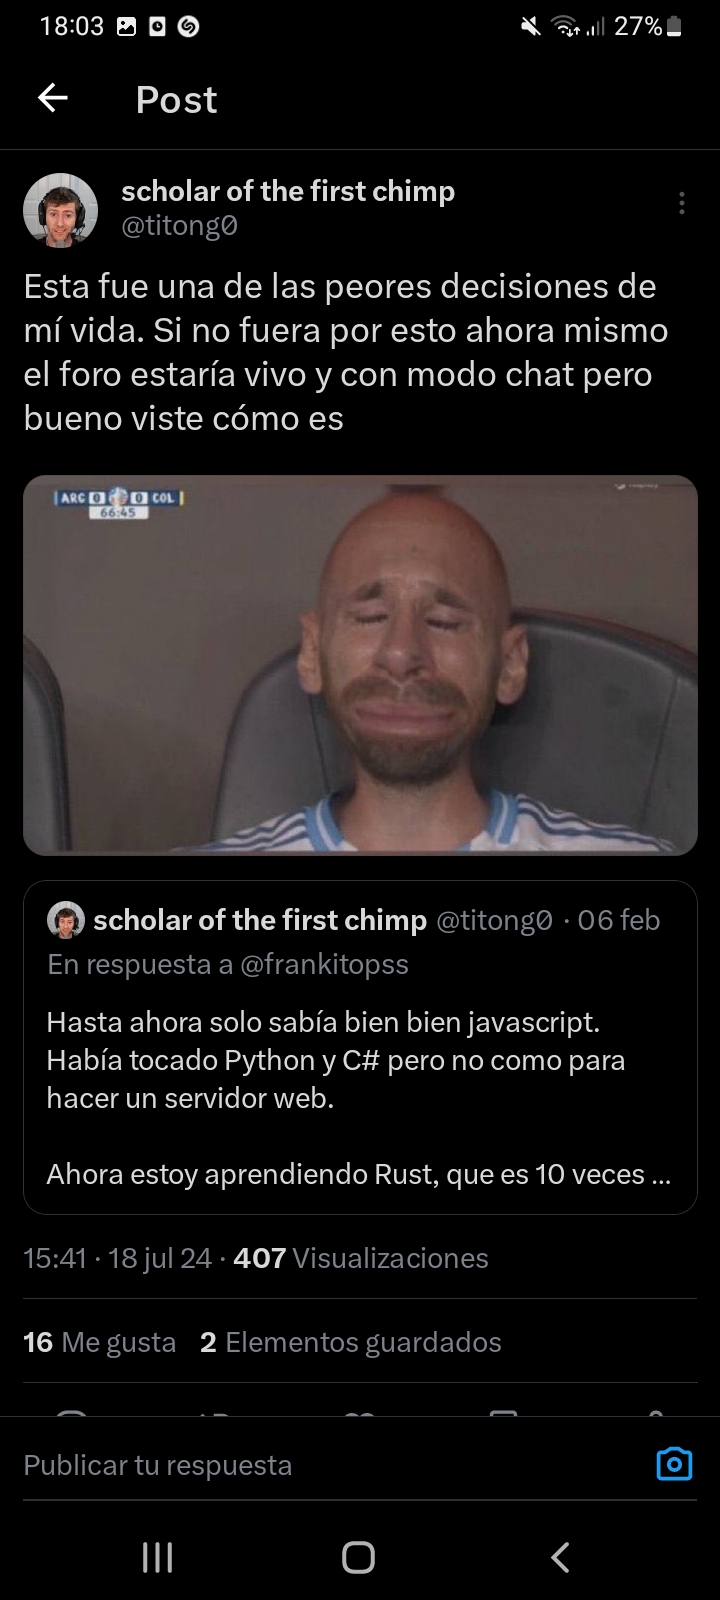 18:03
27%
Post
scholar of the first chimp
@titong0
Esta fue una de las peores decisiones de
mí vida. Si no fuera por esto ahora mismo
el foro estaría vivo y con modo chat pero
bueno viste cómo es
ARG 0 0 COL
66:45
scholar of the first chimp @titong0 · 06 feb
En respuesta a @frankitopss
Hasta ahora solo sabía bien bien javascript.
Había tocado Python y C# pero no como para
hacer un servidor web.
Ahora estoy aprendiendo Rust, que es 10 veces ...
15:41 · 18 jul 24 · 407 Visualizaciones
16 Me gusta 2 Elementos guardados
Publicar tu respuesta